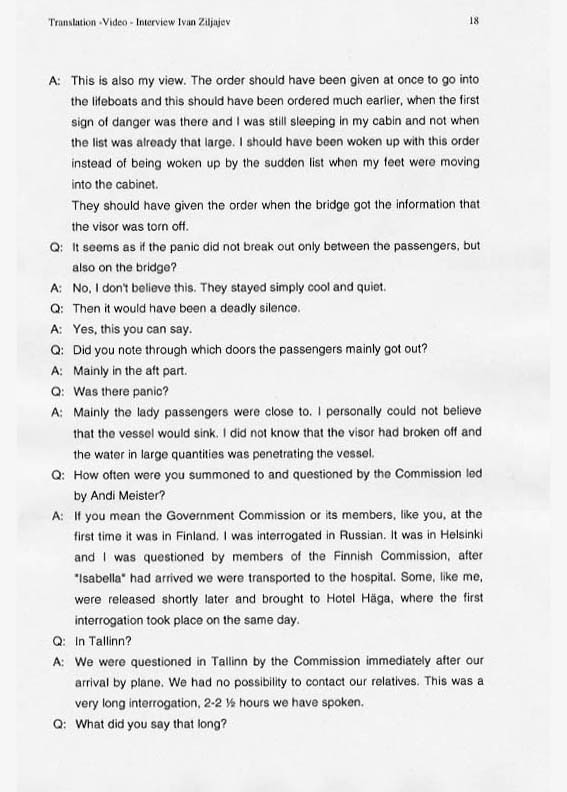 Translation -Video - Interview Ivan Ziljajev 18
A: This is also my view. The order should have been given at once to go into
the lifeboats and this should have been ordered much earlier, when the first
sign of danger was there and I was still sleeping in my cabin and not when
the list was already that large. I should have been woken up with this order
instead of being woken up by the sudden list when my feet were moving
into the cabinet.
They should have given the order when the bridge got the information that
the visor was torn off.
Q: It seems as if the panic did not break out only between the passengers, but
also on the bridge?
A: No, I don't believe this. They stayed simply cool and quiet.
Q: Then it would have been a deadly silence.
A: Yes, this you can say.
Q: Did you note through which doors the passengers mainly got out?
A: Mainly in the aft part.
Q: Was there panic?
A: Mainly the lady passengers were close to. I personally could not believe
that the vessel would sink. I did not know that the visor had broken off and
the water in large quantities was penetrating the vessel.
Q: How often were you summoned to and questioned by the Commission led
by Andi Meister?
A: If you mean the Government Commission or its members, like you, at the
first time it was in Finland. I was interrogated in Russian. It was in Helsinki
and I was questioned by members of the Finnish Commission, after
"Isabella" had arrived we were transported to the hospital. Some, like me,
were released shortly later and brought to Hotel Häga, where the first
interrogation took place on the same day.
Q: In Tallinn?
A: We were questioned in Tallinn by the Commission immediately after our
arrival by plane. We had no possibility to contact our relatives. This was a
very long interrogation, 2-2 ½ hours we have spoken.
Q: What did you say that long?